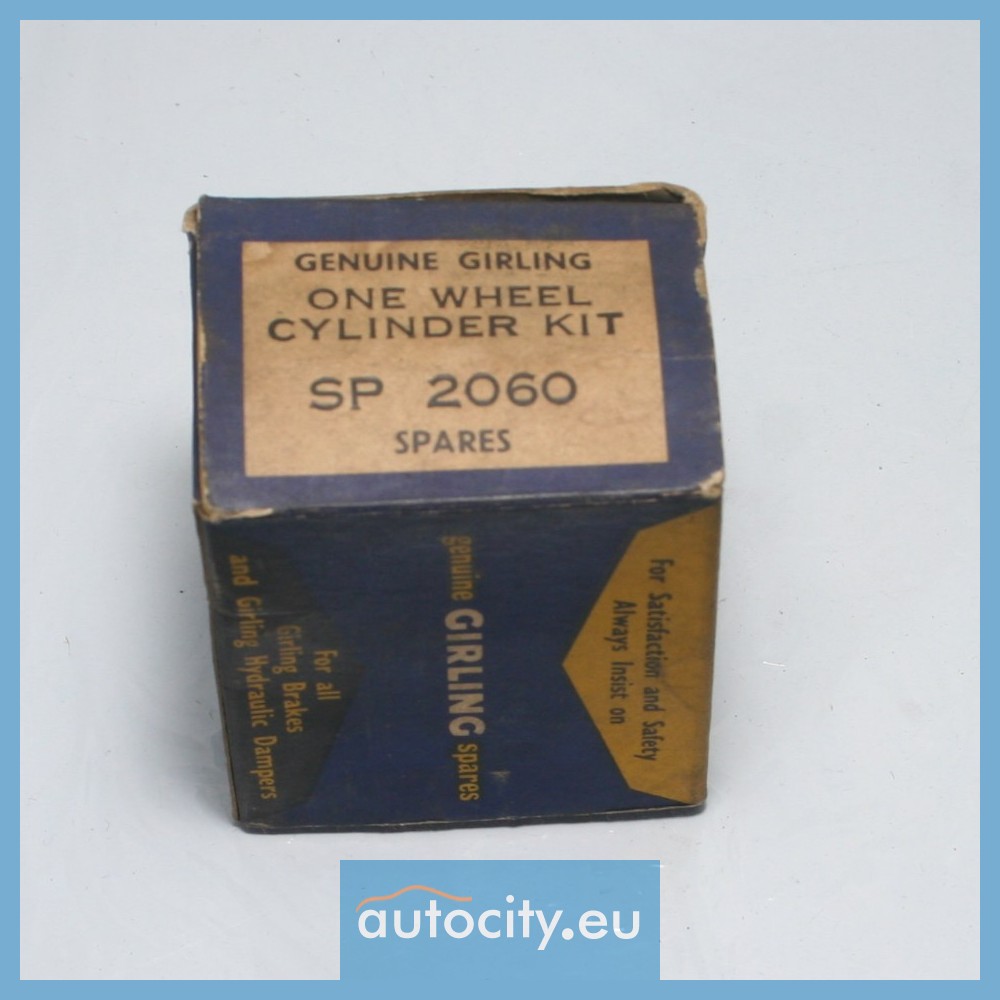 GENUINE GIRLING
ONE WHEEL
CYLINDER KIT
SP 2060
SPARES
For Satisfaction and Safety
Always Insist on
genuine GIRLING spares
For all
Girling Brakes
and Girling Hydraulic Dampers
autocity.eu